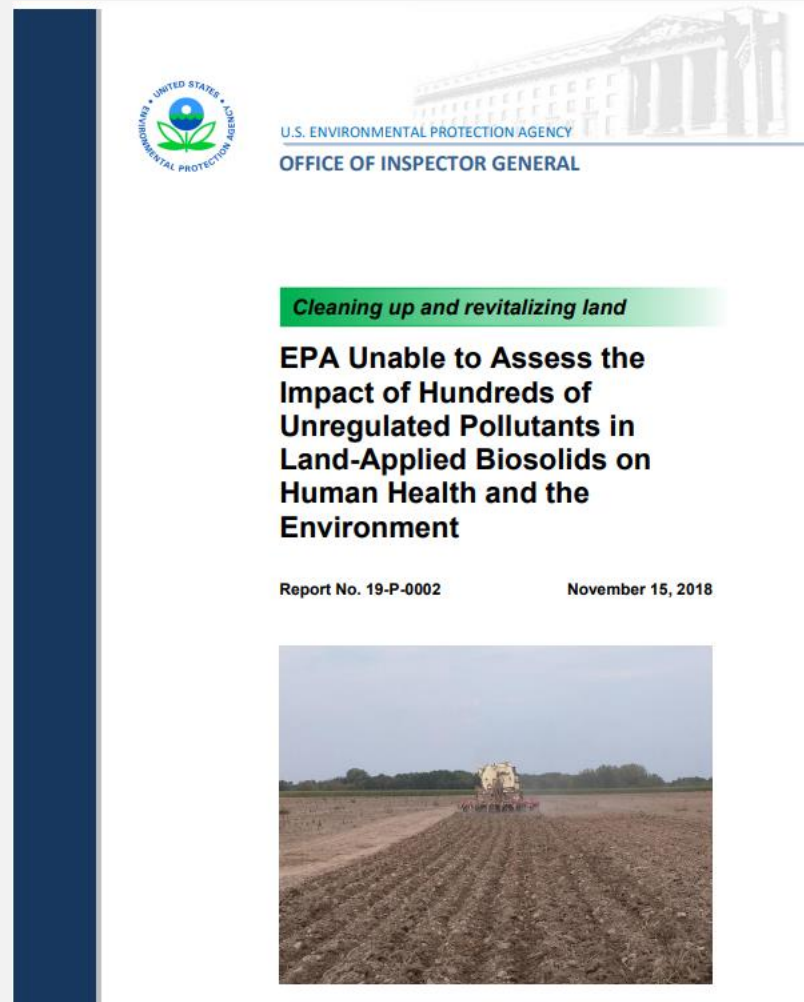 UNITED STATES
ENVIRONMENTAL PROTECTION AGENCY
U.S. ENVIRONMENTAL PROTECTION AGENCY
OFFICE OF INSPECTOR GENERAL
Cleaning up and revitalizing land
EPA Unable to Assess the
Impact of Hundreds of
Unregulated Pollutants in
Land-Applied Biosolids on
Human Health and the
Environment
Report No. 19-P-0002 November 15, 2018